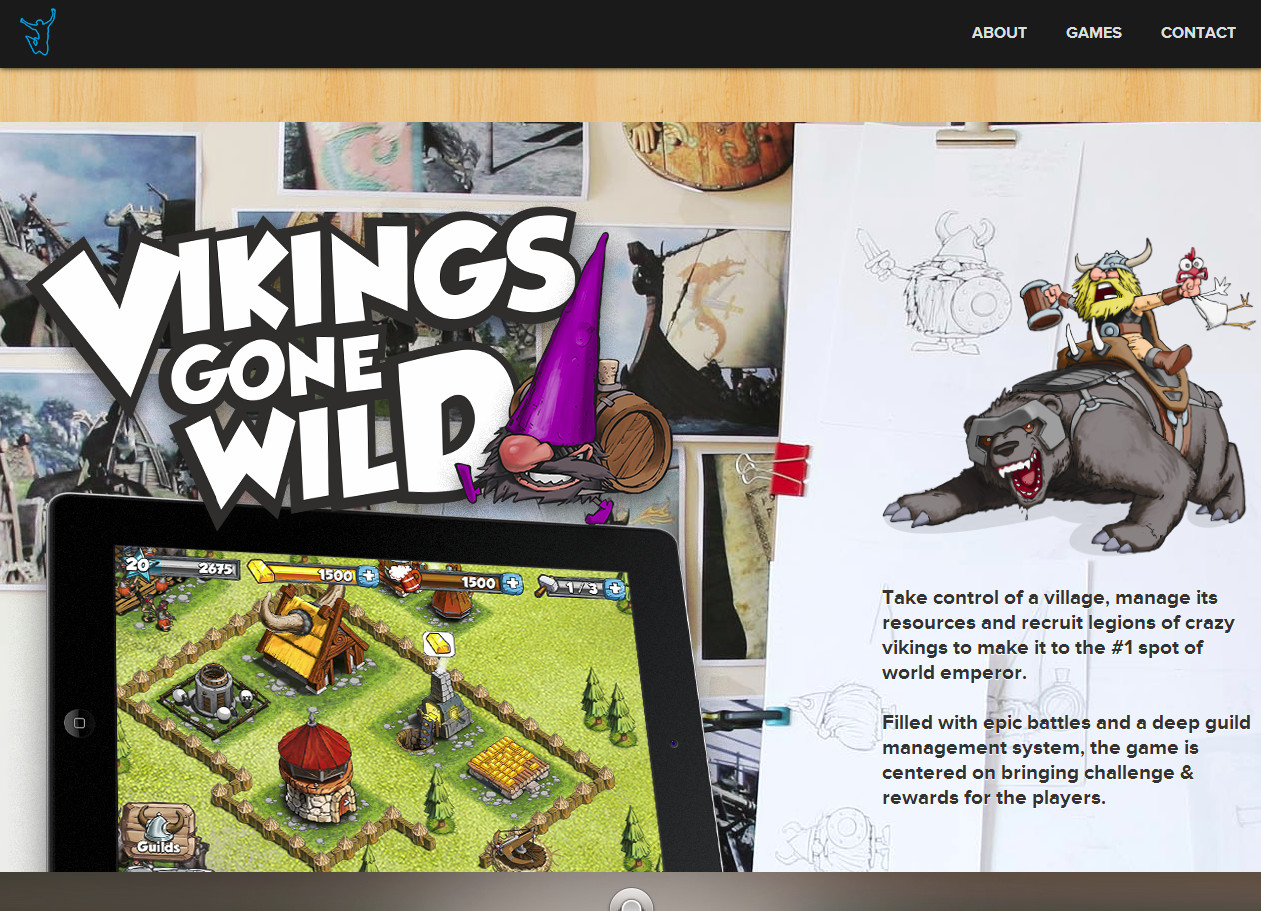 ABOUT GAMES CONTACT
VIKINGS
GONE
WILD
20 2675 1500 1500 1/3
Take control of a village, manage its
resources and recruit legions of crazy
vikings to make it to the #1 spot of
world emperor.
Filled with epic battles and a deep guild
management system, the game is
centered on bringing challenge &
rewards for the players.
Guilds